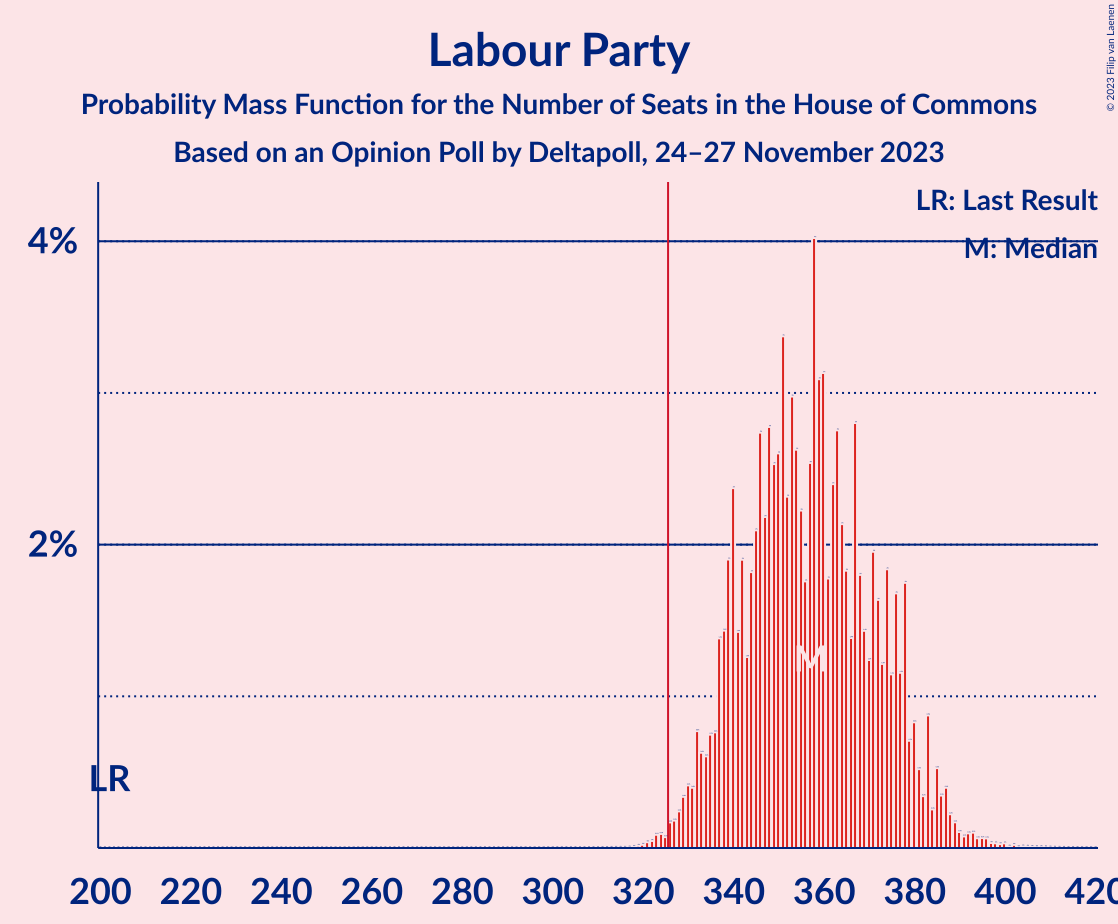 Labour Party
Probability Mass Function for the Number of Seats in the House of Commons
Based on an Opinion Poll by Deltapoll, 24–27 November 2023
© 2023 Filip van Laenen
LR: Last Result
M: Median
4%
2%
M
LR
200 220 240 260 280 300 320 340 360 380 400 420